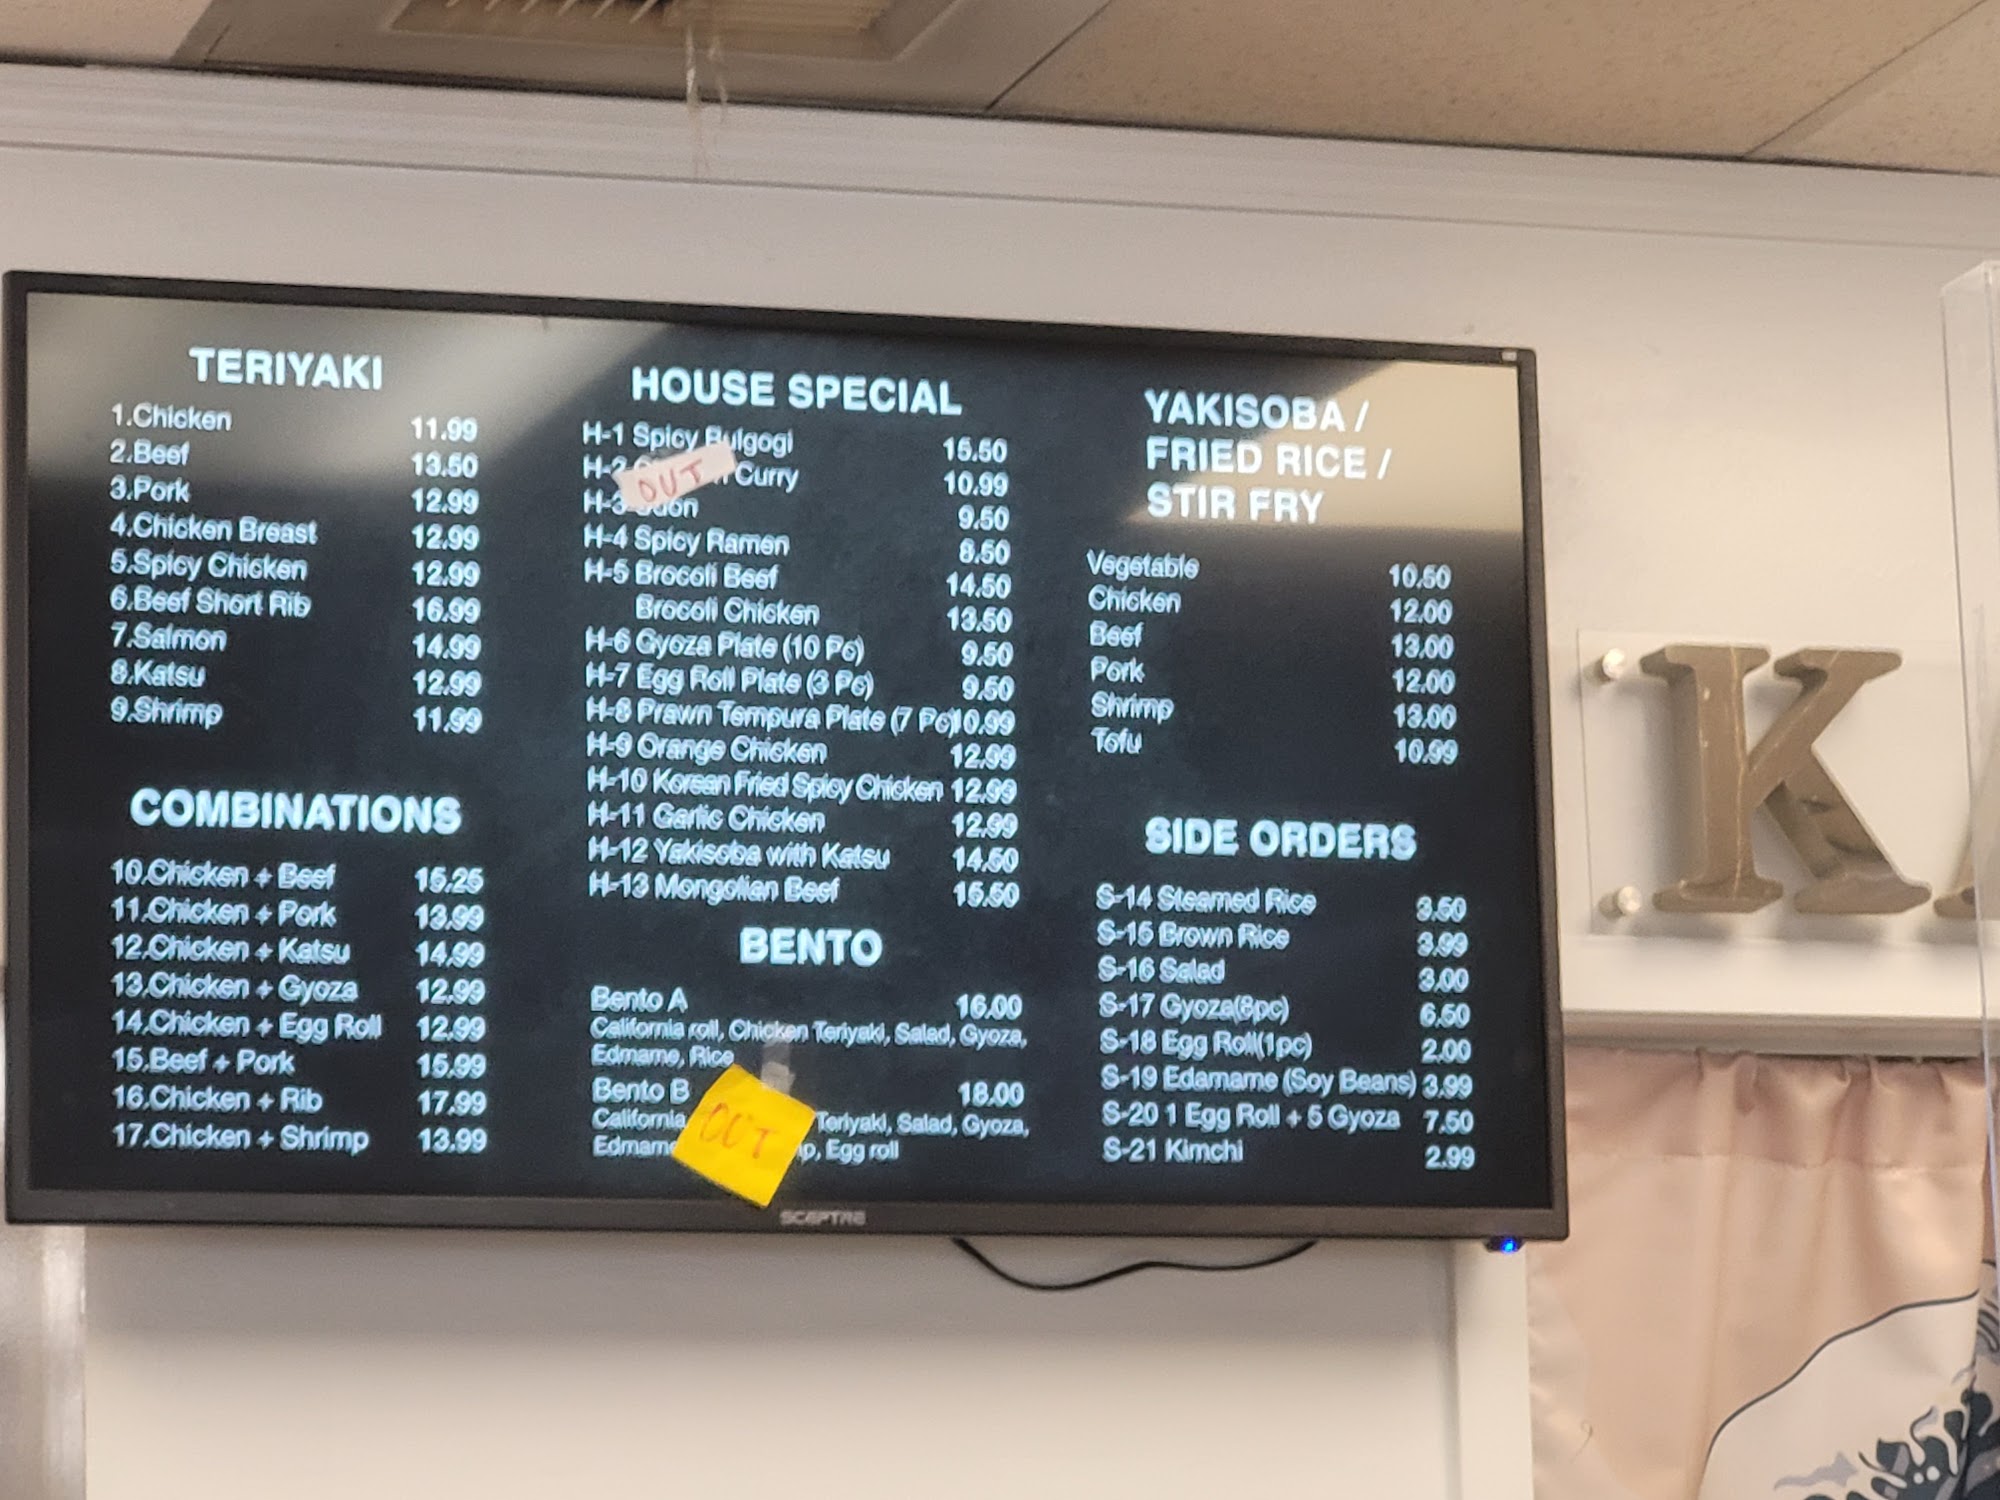 TERIYAKI
1.Chicken 11.99
2.Beef 13.50
3.Pork 12.99
4.Chicken Breast 12.99
5.Spicy Chicken 12.99
6.Beef Short Rib 16.99
7.Salmon 14.99
8.Katsu 12.99
9.Shrimp 11.99
COMBINATIONS
10.Chicken + Beef 15.25
11.Chicken + Pork 13.99
12.Chicken + Katsu 14.99
13.Chicken + Gyoza 12.99
14.Chicken + Egg Roll 12.99
15.Beef + Pork 15.99
16.Chicken + Rib 17.99
17.Chicken + Shrimp 13.99
HOUSE SPECIAL
H-1 Spicy Bulgogi 15.50
H-2 Curry 10.99
OUT
H-3 9.50
H-4 Spicy Ramen 8.50
H-5 Brocoli Beef 14.50
Brocoli Chicken 13.50
H-6 Gyoza Plate (10 Pc) 9.50
H-7 Egg Roll Plate (3 Pc) 9.50
H-8 Prawn Tempura Plate (7 Pc)10.99
H-9 Orange Chicken 12.99
H-10 Korean Fried Spicy Chicken 12.99
H-11 Garlic Chicken 12.99
H-12 Yakisoba with Katsu 14.50
H-13 Mongolian Beef 15.50
BENTO
Bento A 16.00
California roll, Chicken Teriyaki, Salad, Gyoza,
Edmame, Rice
Bento B 18.00
California Teriyaki, Salad, Gyoza,
OUT
Egg roll
YAKISOBA /
FRIED RICE /
STIR FRY
Vegetable 10.50
Chicken 12.00
Beef 13.00
Pork 12.00
Shrimp 13.00
Tofu 10.99
SIDE ORDERS
S-14 Steamed Rice 3.50
S-15 Brown Rice 3.99
S-16 Salad 3.00
S-17 Gyoza(8pc) 6.50
S-18 Egg Roll(1pc) 2.00
S-19 Edamame (Soy Beans) 3.99
S-20 1 Egg Roll + 5 Gyoza 7.50
S-21 Kimchi 2.99
SCEPTRE
K